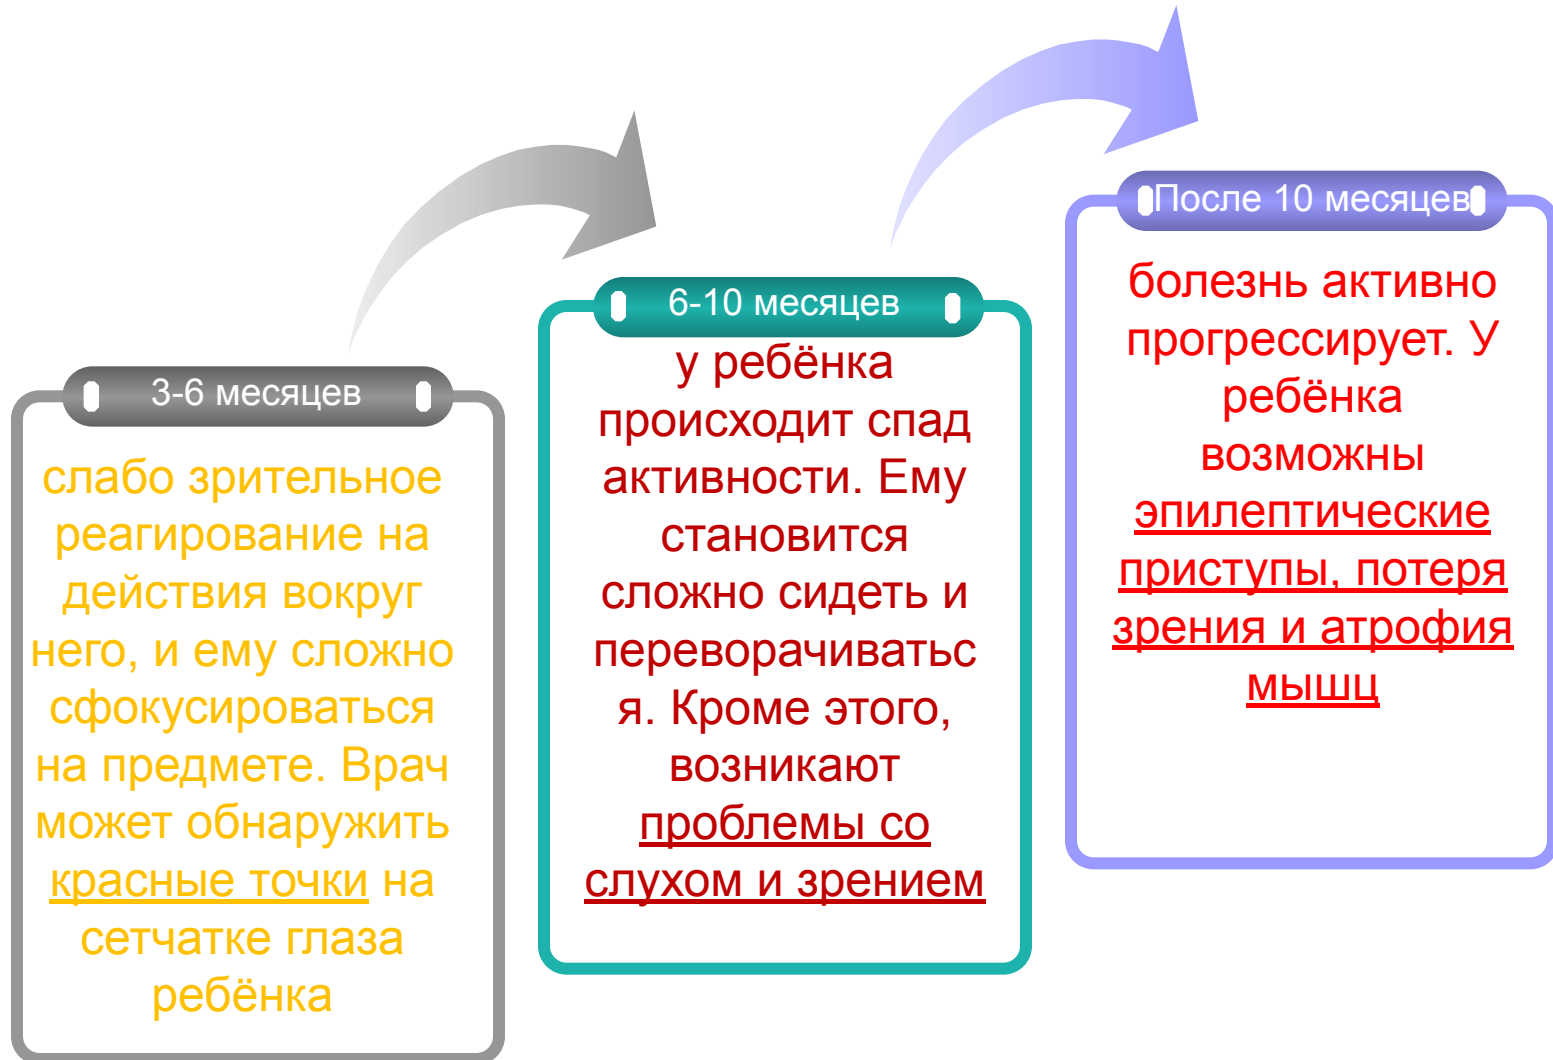 3-6 месяцев
слабо зрительное
реагирование на
действия вокруг
него, и ему сложно
сфокусироваться
на предмете. Врач
может обнаружить
красные точки на
сетчатке глаза
ребёнка
6-10 месяцев
у ребёнка
происходит спад
активности. Ему
становится
сложно сидеть и
переворачиватьс
я. Кроме этого,
возникают
проблемы со
слухом и зрением
После 10 месяцев
болезнь активно
прогрессирует. У
ребёнка
возможны
эпилептические
приступы, потеря
зрения и атрофия
мышц